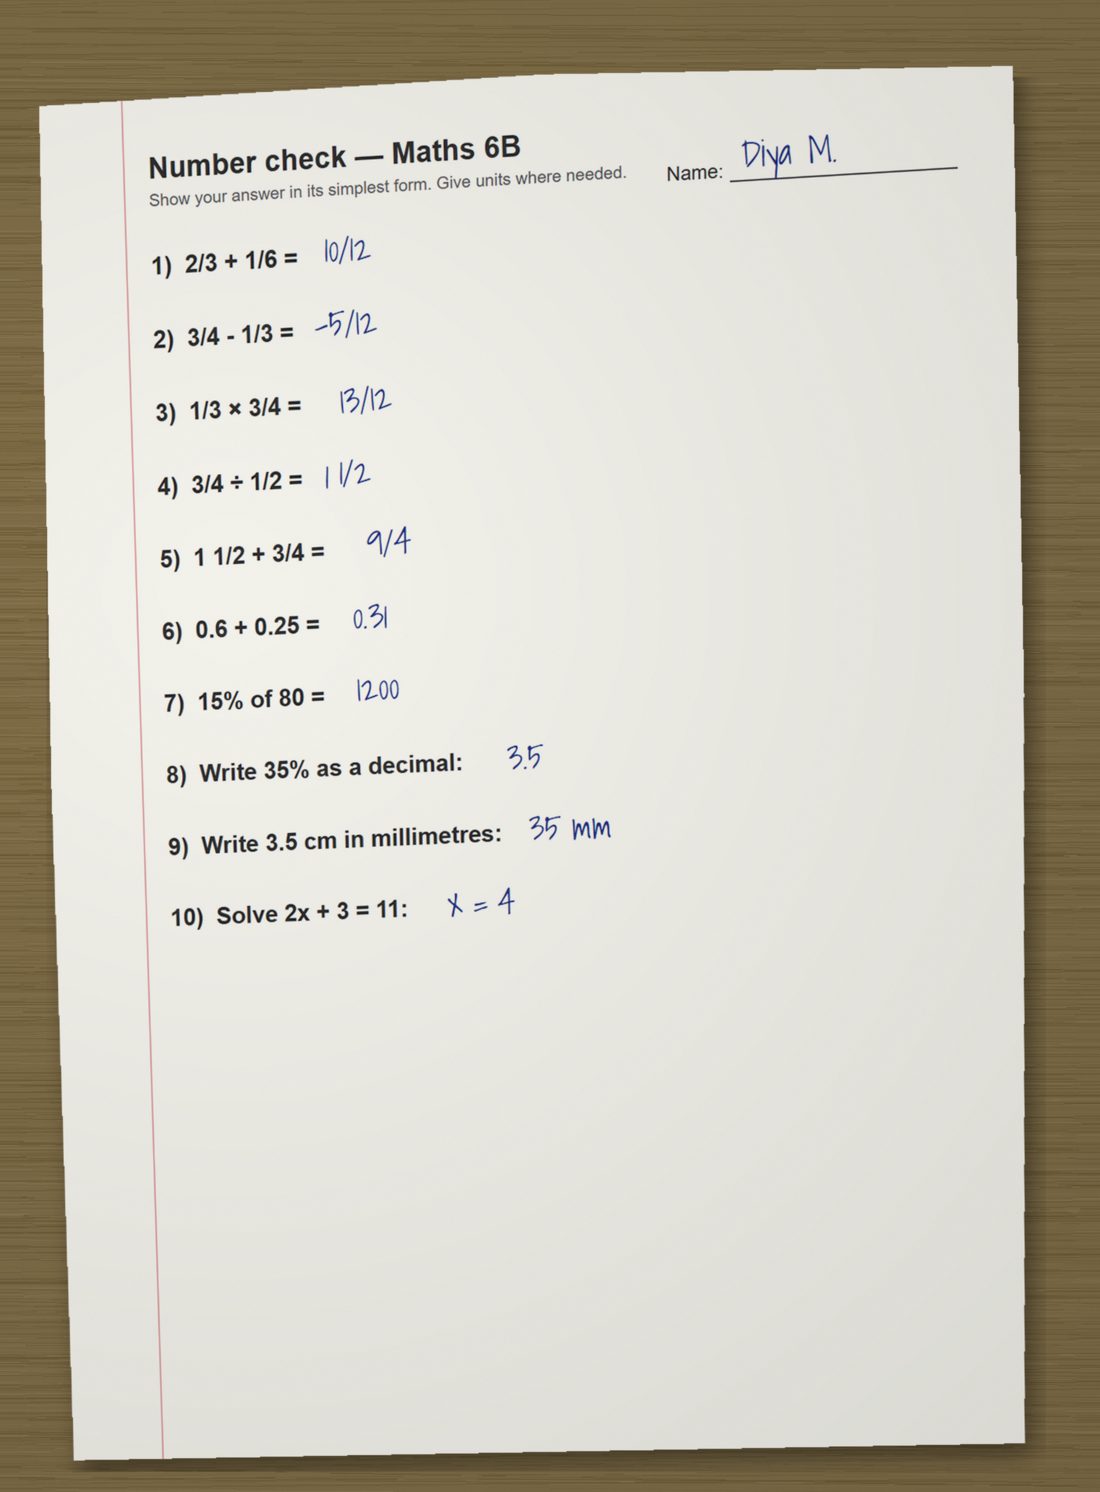 Number check — Maths 6B
Show your answer in its simplest form. Give units where needed.
Name: Diya M.
1) 2/3 + 1/6 = 10/12
2) 3/4 - 1/3 = -5/12
3) 1/3 × 3/4 = 13/12
4) 3/4 ÷ 1/2 = 1 1/2
5) 1 1/2 + 3/4 = 9/4
6) 0.6 + 0.25 = 0.31
7) 15% of 80 = 1200
8) Write 35% as a decimal: 3.5
9) Write 3.5 cm in millimetres: 35 mm
10) Solve 2x + 3 = 11: x = 4